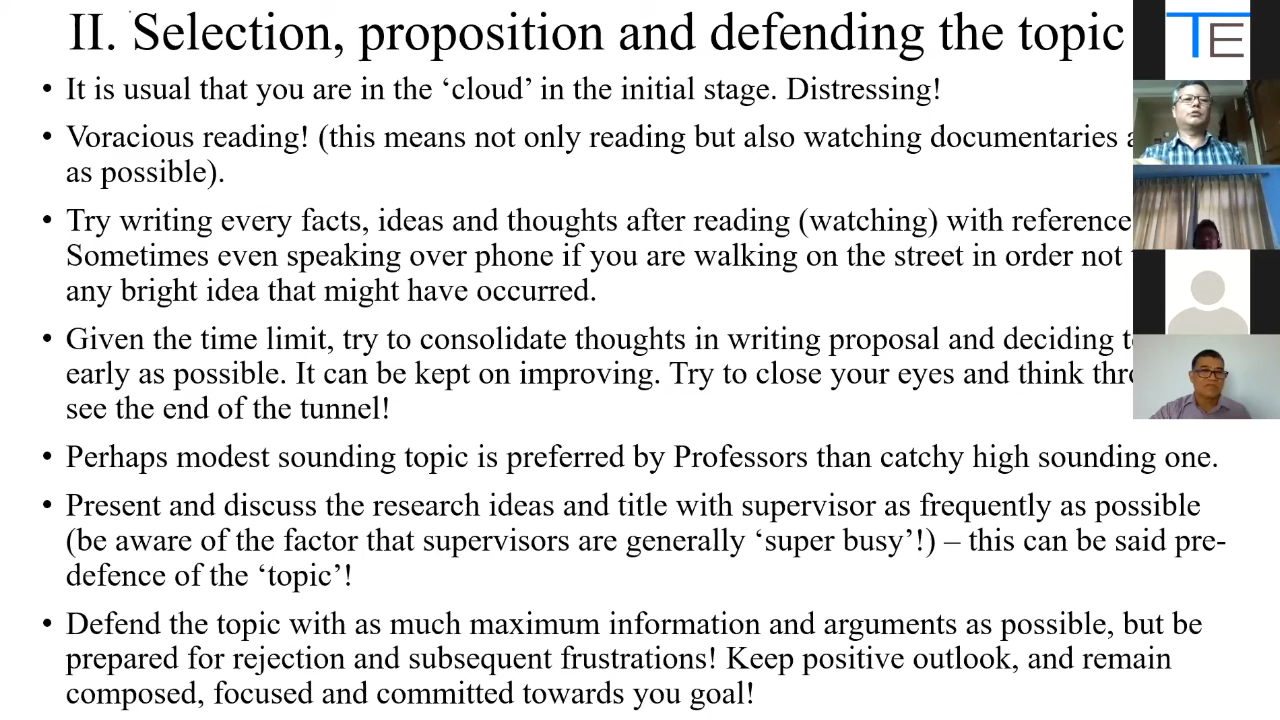 II. Selection, proposition and defending the topic
TE
• It is usual that you are in the ‘cloud’ in the initial stage. Distressing!
• Voracious reading! (this means not only reading but also watching documentaries
as possible).
• Try writing every facts, ideas and thoughts after reading (watching) with reference
Sometimes even speaking over phone if you are walking on the street in order not
any bright idea that might have occurred.
• Given the time limit, try to consolidate thoughts in writing proposal and deciding
early as possible. It can be kept on improving. Try to close your eyes and think
see the end of the tunnel!
• Perhaps modest sounding topic is preferred by Professors than catchy high sounding one.
• Present and discuss the research ideas and title with supervisor as frequently as possible
(be aware of the factor that supervisors are generally ‘super busy’!) – this can be said pre-
defence of the ‘topic’!
• Defend the topic with as much maximum information and arguments as possible, but be
prepared for rejection and subsequent frustrations! Keep positive outlook, and remain
composed, focused and committed towards you goal!